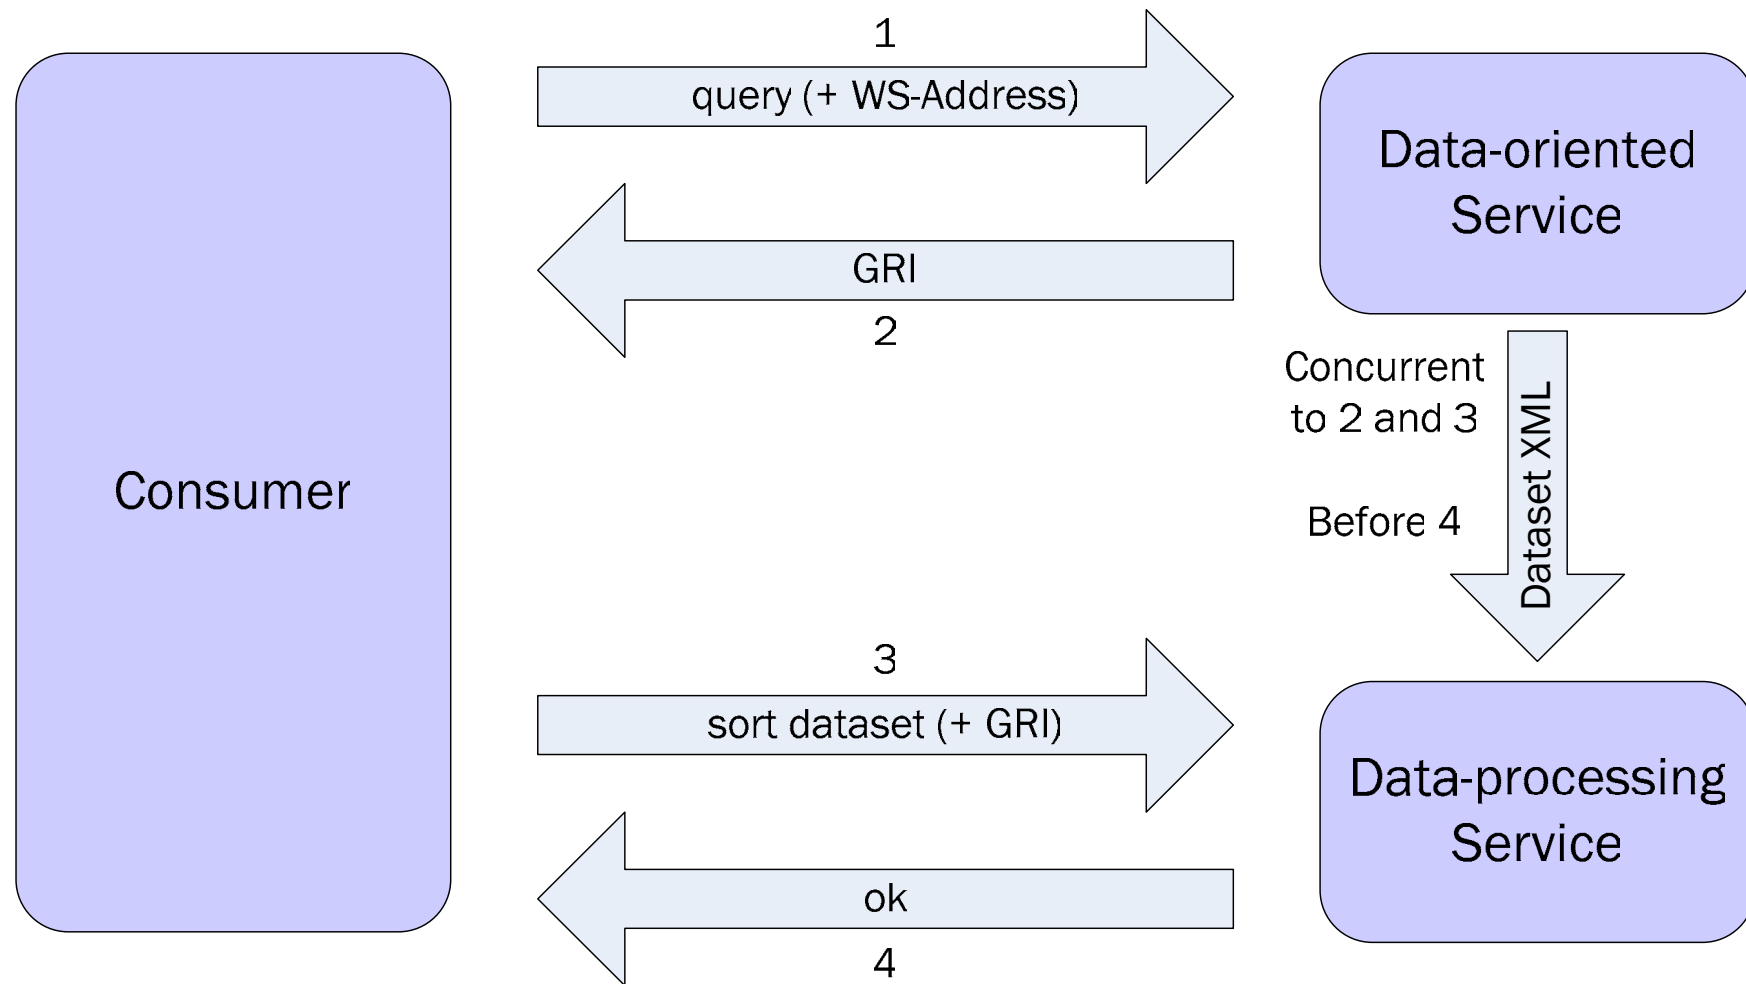 1
query (+ WS-Address)
Data-oriented
Service
GRI
2
Concurrent
to 2 and 3
Before 4
Dataset XML
Consumer
3
sort dataset (+ GRI)
Data-processing
Service
ok
4